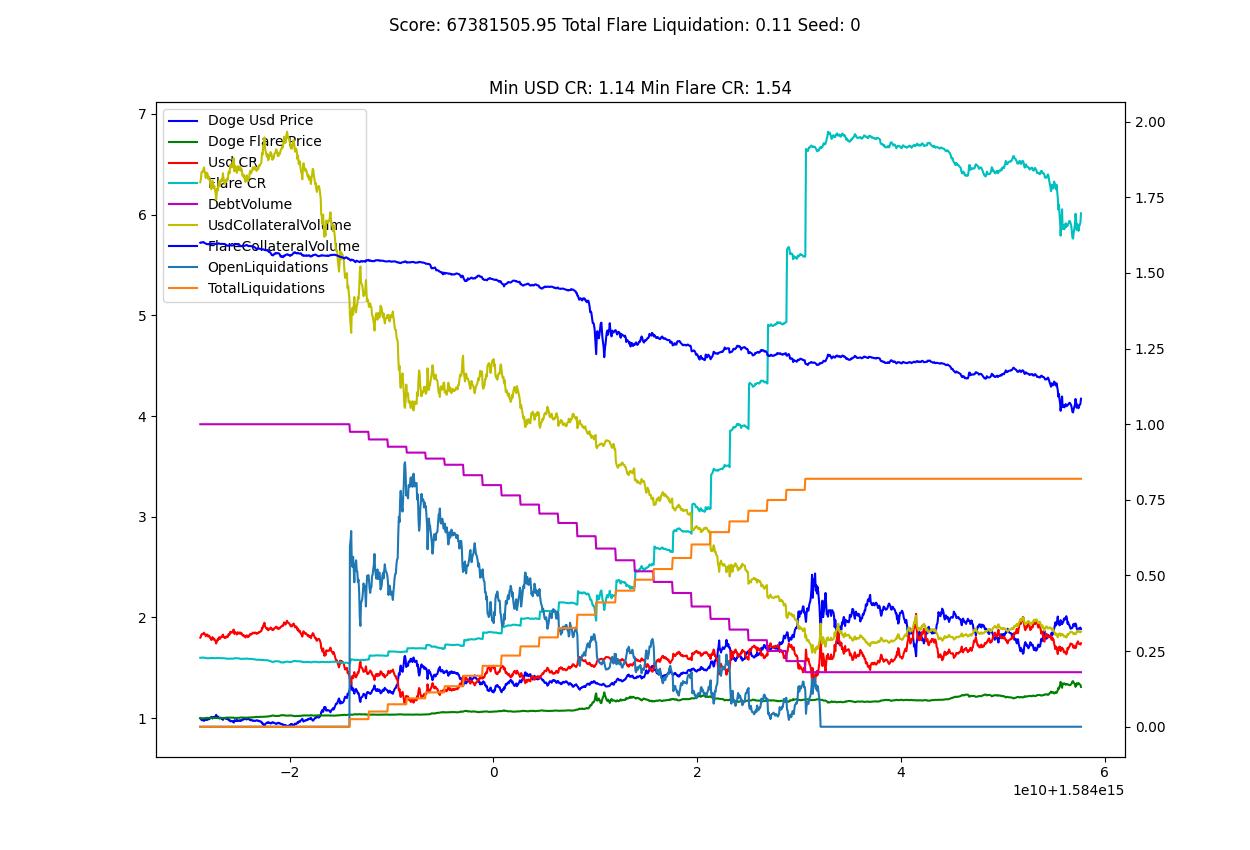 Score: 67381505.95 Total Flare Liquidation: 0.11 Seed: 0
Min USD CR: 1.14 Min Flare CR: 1.54
Doge Usd Price
Doge Flare Price
Usd CR
Flare CR
DebtVolume
UsdCollateralVolume
FlareCollateralVolume
OpenLiquidations
TotalLiquidations
7
6
5
4
3
2
1
2.00
1.75
1.50
1.25
1.00
0.75
0.50
0.25
0.00
−2 0 2 4 6
1e10+1.584e15